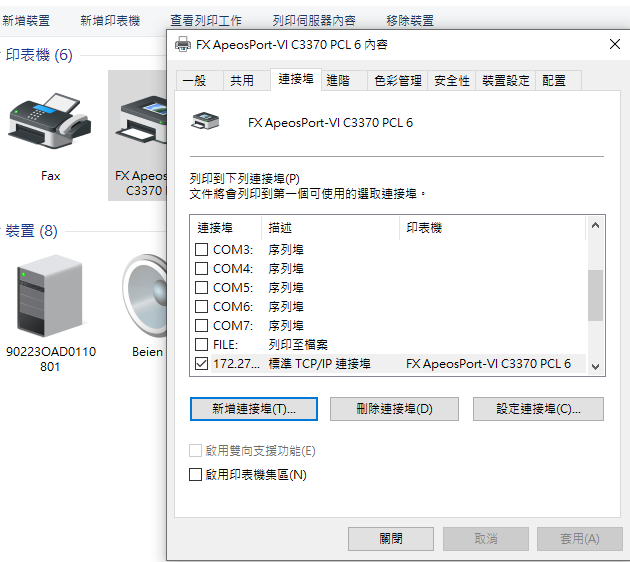 新增裝置 新增印表機 查看列印工作 列印伺服器內容 移除裝置
印表機 (6)
Fax
FX Apeos
C3370
裝置 (8)
90223OAD0110
801
Beien
FX ApeosPort-VI C3370 PCL 6 內容
一般 共用 連接埠 進階 色彩管理 安全性 裝置設定 配置
FX ApeosPort-VI C3370 PCL 6
列印到下列連接埠(P)
文件將會列印到第一個可使用的選取連接埠。
連接埠 描述 印表機
COM3: 序列埠
COM4: 序列埠
COM5: 序列埠
COM6: 序列埠
COM7: 序列埠
FILE: 列印至檔案
172.27... 標準 TCP/IP 連接埠 FX ApeosPort-VI C3370 PCL 6
新增連接埠(T)... 刪除連接埠(D) 設定連接埠(C)...
啟用雙向支援功能(E)
啟用印表機集區(N)
關閉 取消 套用(A)